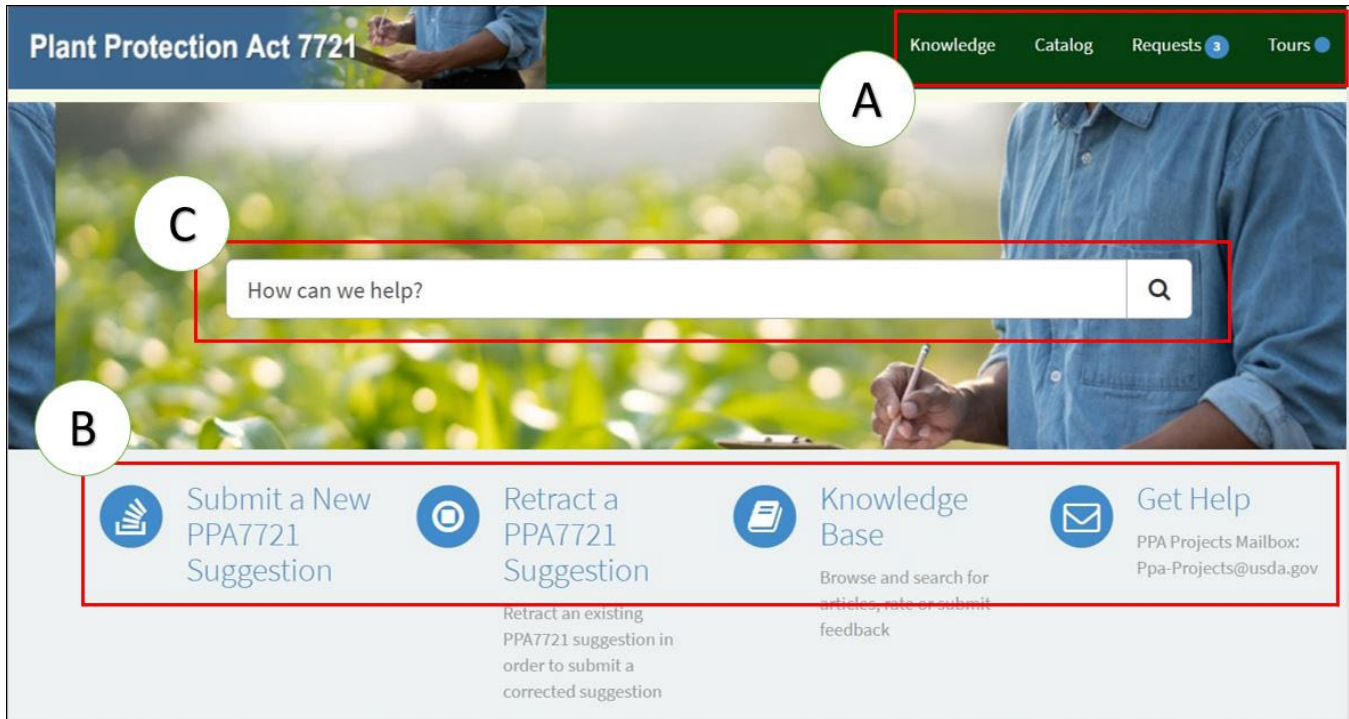 Plant Protection Act 7721
Knowledge Catalog Requests 3 Tours
A
C
How can we help?
B
Submit a New
PPA7721
Suggestion
Retract a
PPA7721
Suggestion
Retract an existing
PPA7721 suggestion in
order to submit a
corrected suggestion
Knowledge
Base
Browse and search for
articles, rate or submit
feedback
Get Help
PPA Projects Mailbox:
Ppa-Projects@usda.gov